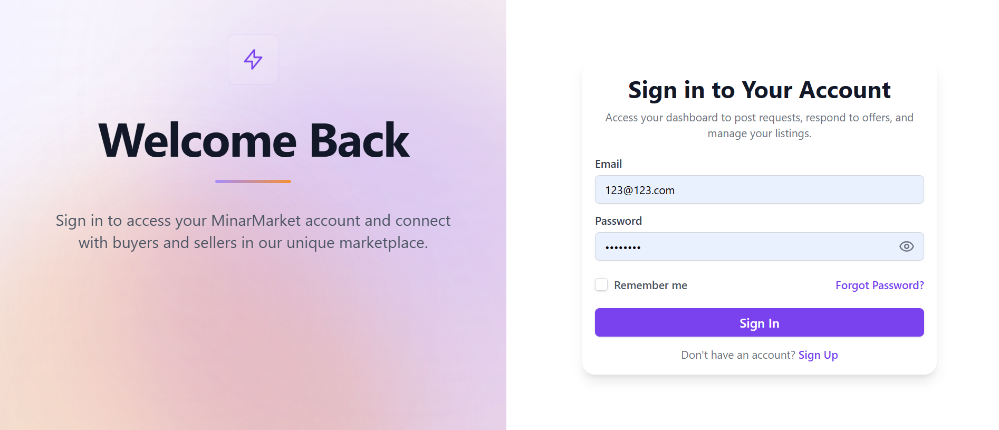 Welcome Back
Sign in to access your MinarMarket account and connect
with buyers and sellers in our unique marketplace.
Sign in to Your Account
Access your dashboard to post requests, respond to offers, and
manage your listings.
Email
123@123.com
Password
••••••••
Remember me
Forgot Password?
Sign In
Don't have an account? Sign Up